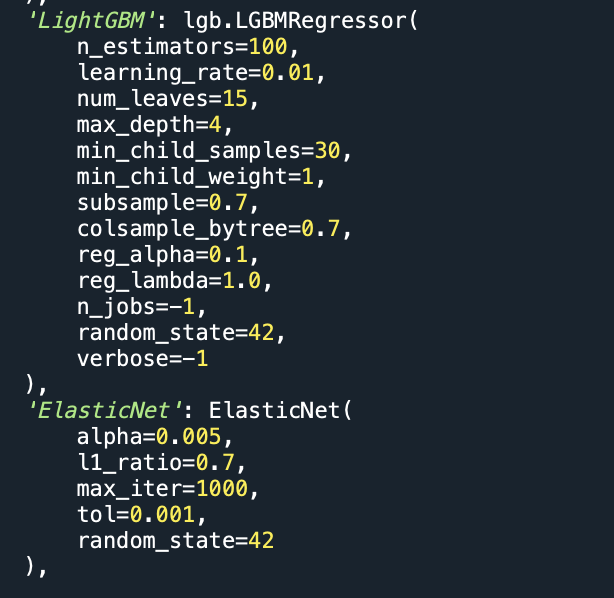 'LightGBM': lgb.LGBMRegressor(
n_estimators=100,
learning_rate=0.01,
num_leaves=15,
max_depth=4,
min_child_samples=30,
min_child_weight=1,
subsample=0.7,
colsample_bytree=0.7,
reg_alpha=0.1,
reg_lambda=1.0,
n_jobs=-1,
random_state=42,
verbose=-1
),
'ElasticNet': ElasticNet(
alpha=0.005,
l1_ratio=0.7,
max_iter=1000,
tol=0.001,
random_state=42
),